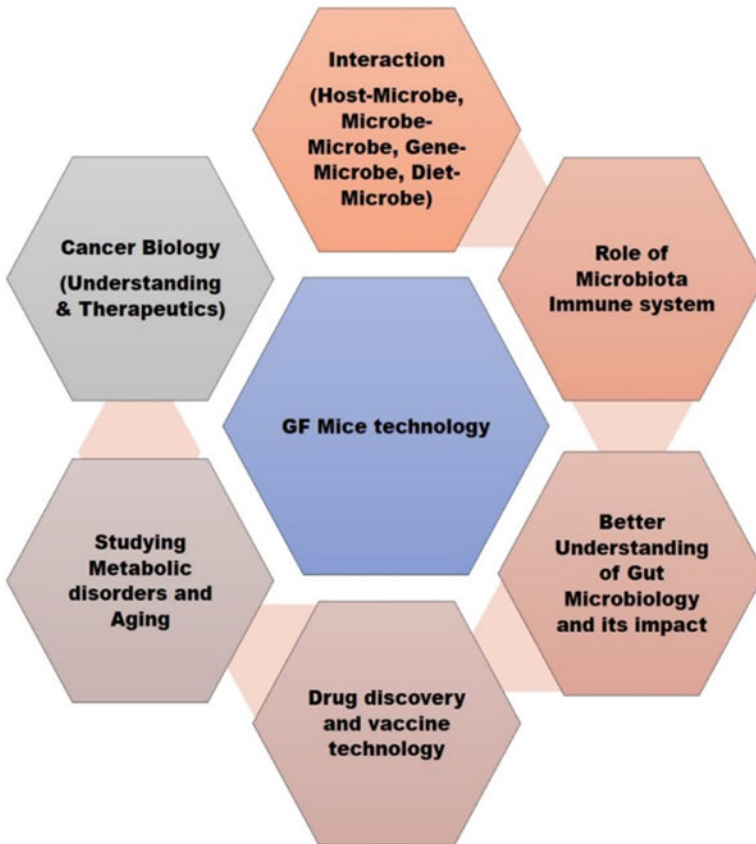 Interaction
(Host-Microbe,
Microbe-
Microbe, Gene-
Microbe, Diet-
Microbe)
Role of
Microbiota
Immune system
Better
Understanding
of Gut
Microbiology
and its impact
Drug discovery
and vaccine
technology
Studying
Metabolic
disorders and
Aging
Cancer Biology
(Understanding
& Therapeutics)
GF Mice technology